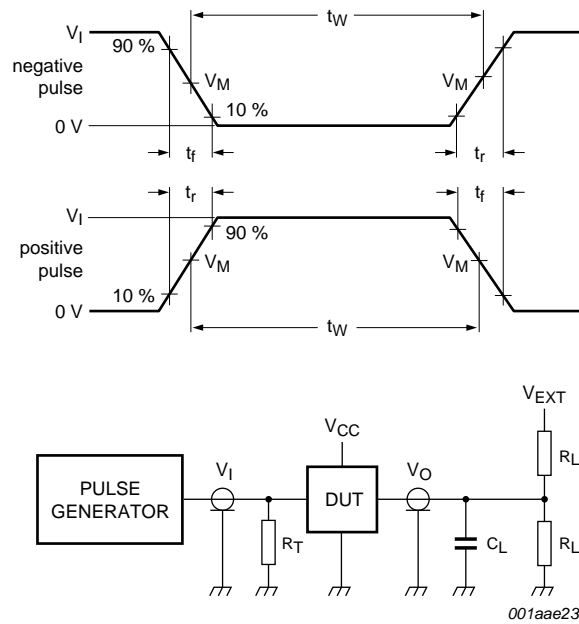 V_I
t_W
90 %
negative
pulse
V_M
V_M
10 %
0 V
t_f
t_r
t_r
t_f
V_I
90 %
positive
pulse
V_M
V_M
10 %
0 V
t_W
V_EXT
V_CC
R_L
V_I
V_O
PULSE
GENERATOR
DUT
R_T
C_L
R_L
001aae23